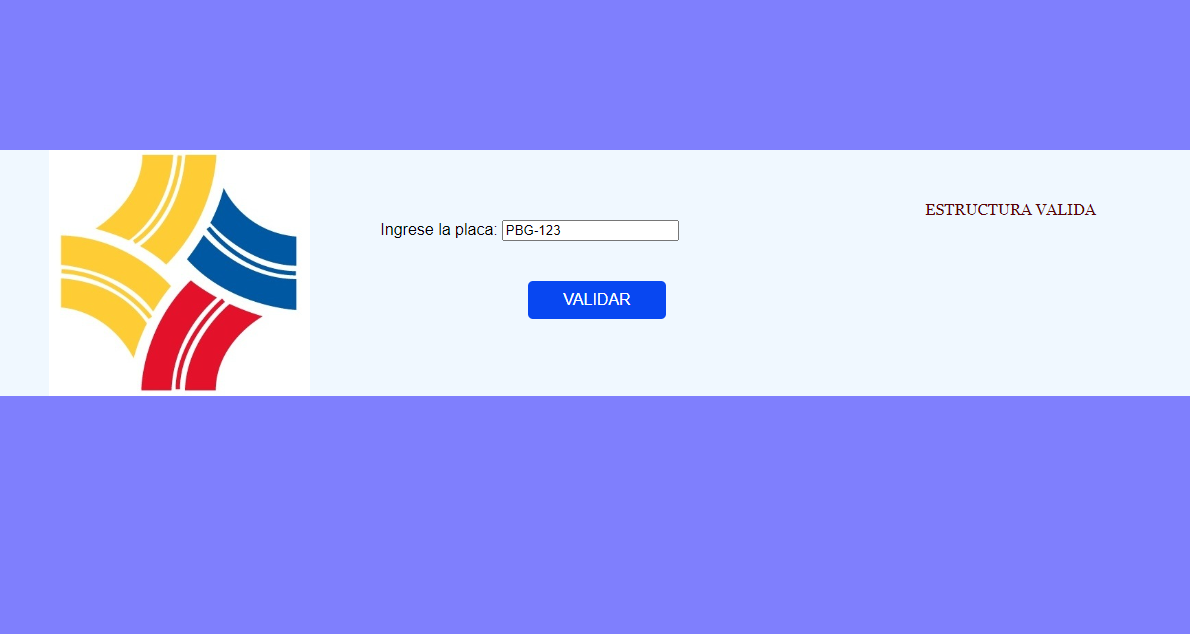 Ingrese la placa: PBG-123
VALIDAR
ESTRUCTURA VALIDA